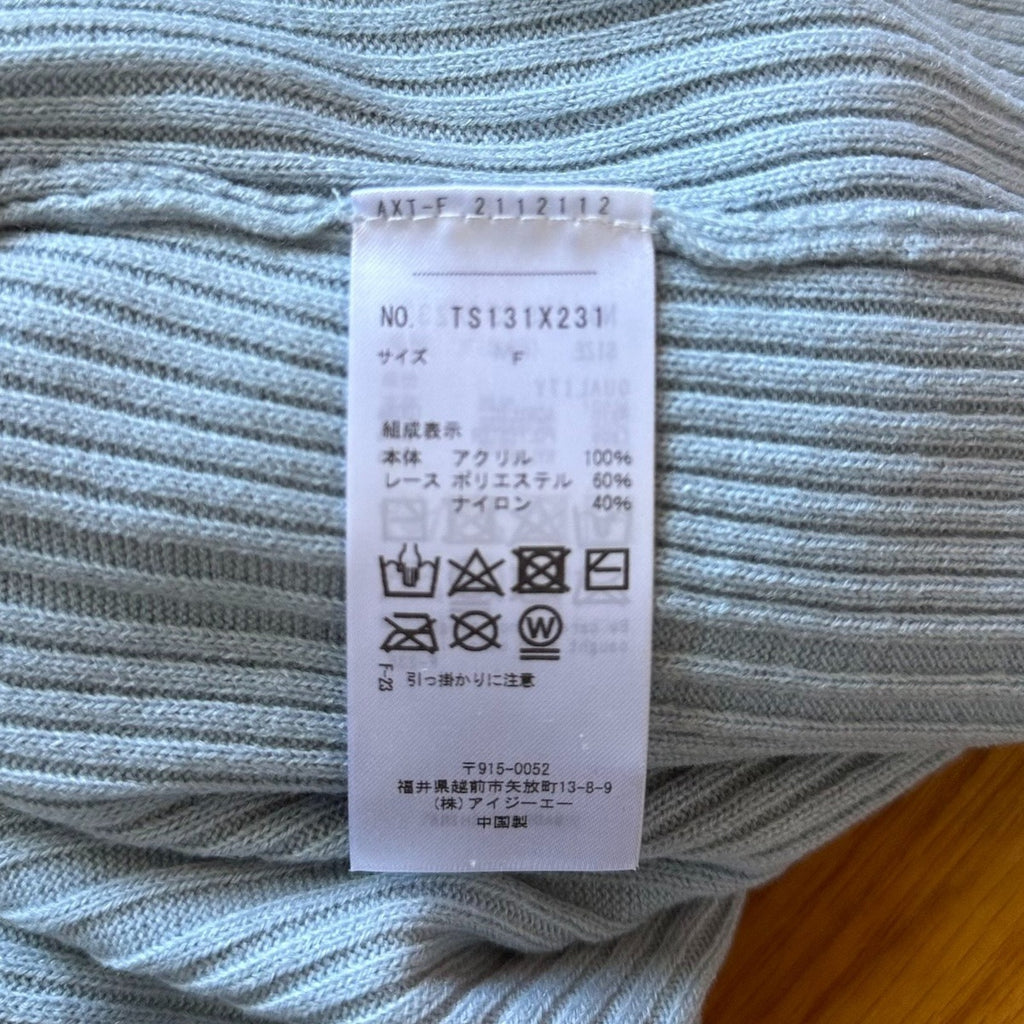 AXT-F 2112112
NO. TS131X231
サイズ F
組成表示
本体 アクリル 100%
レース ポリエステル 60%
ナイロン 40%
W
F-23 引っ掛かりに注意
〒915-0052
福井県越前市矢放町13-8-9
(株)アイジーエー
中国製